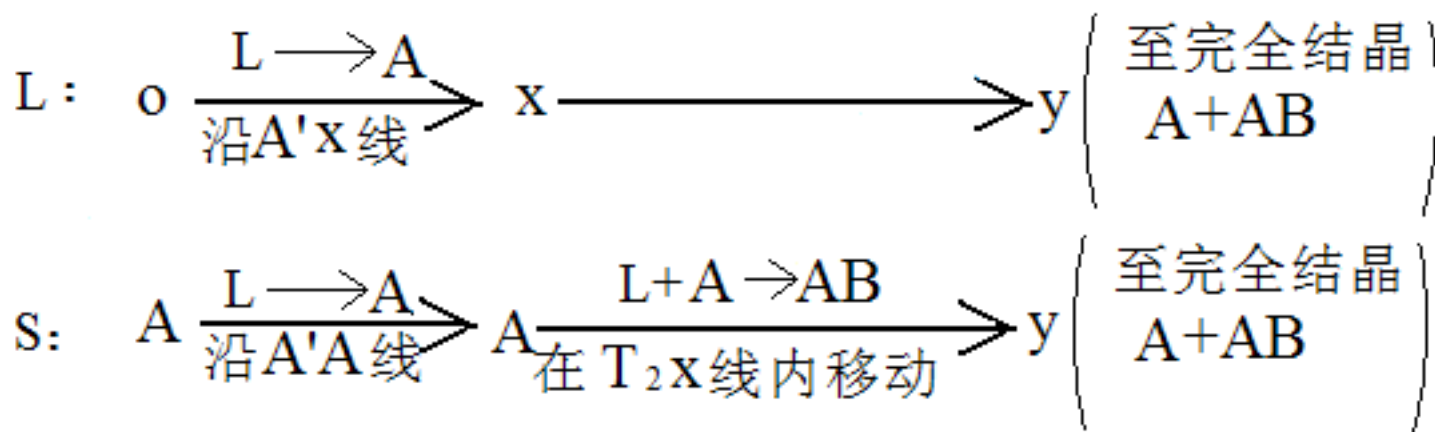 L ⟶ A
L： o x y 至完全结晶
沿A'x线 A+AB
L ⟶ A L+A→AB 至完全结晶
S： A A y A+AB
沿A'A线 在T₂x线内移动